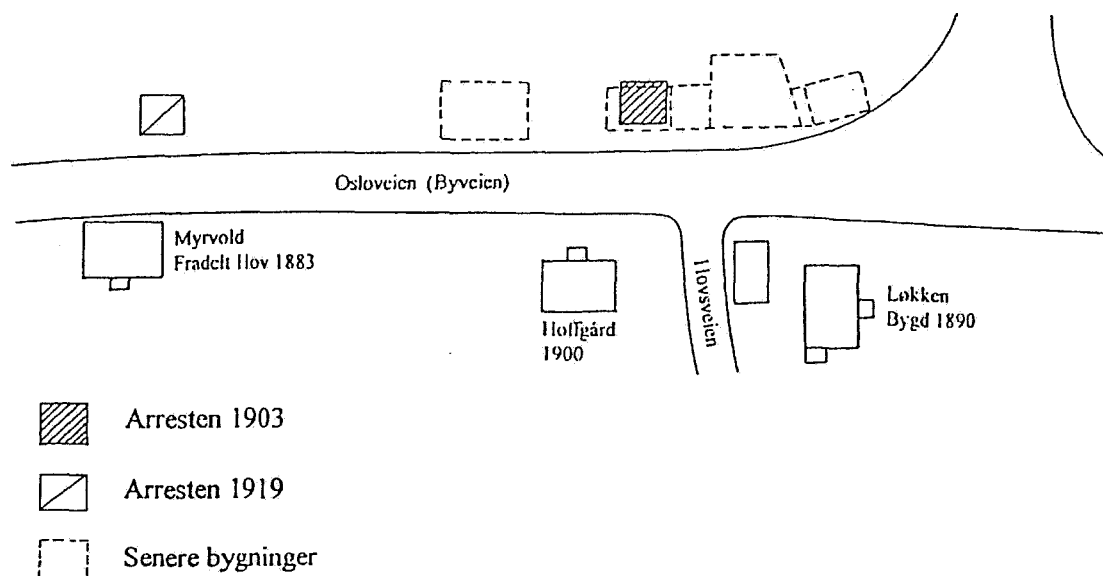 Osloveien (Byveien)
Myrvold
Fradelt Hov 1883
Hoffgård
1900
Hovsveien
Løkken
Bygd 1890
Arresten 1903
Arresten 1919
Senere bygninger